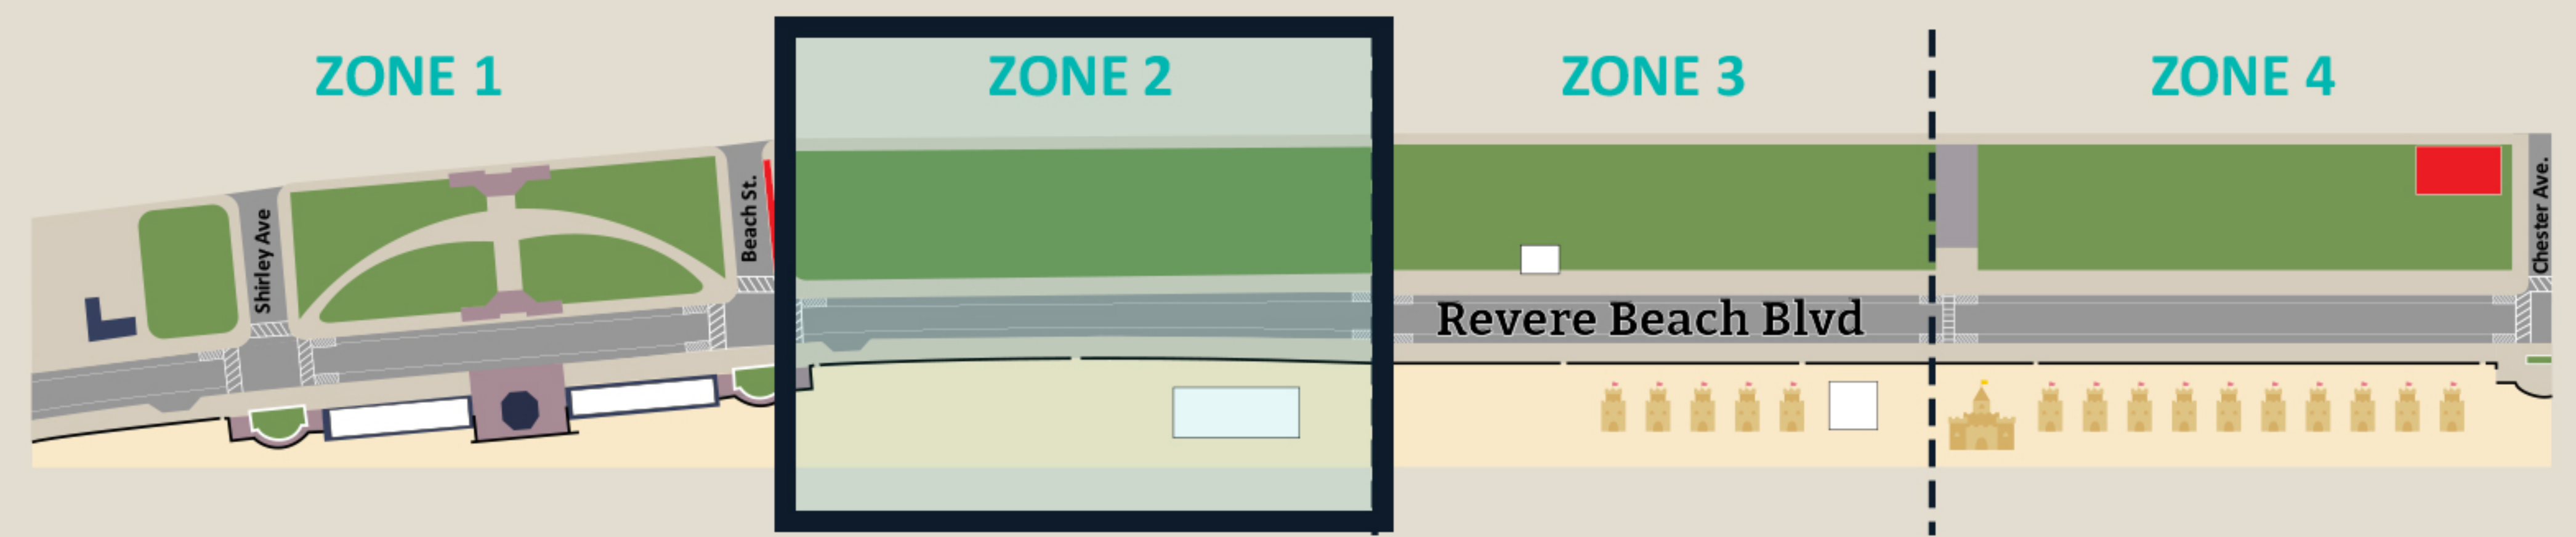 ZONE 1
ZONE 2
ZONE 3
ZONE 4
Shirley Ave
Beach St.
Chester Ave.
Revere Beach Blvd